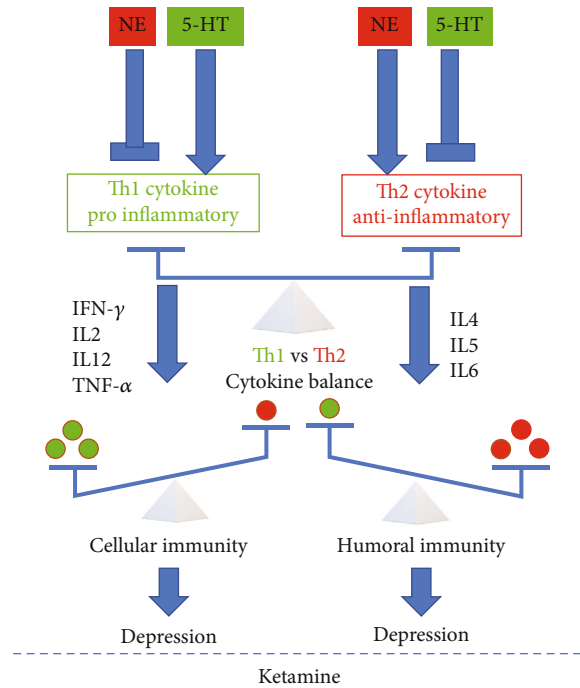 NE 5-HT NE 5-HT
Th1 cytokine
pro inflammatory
Th2 cytokine
anti-inflammatory
IFN-γ
IL2
IL12
TNF-α
IL4
IL5
IL6
Th1 vs Th2
Cytokine balance
Cellular immunity
Humoral immunity
Depression
Depression
Ketamine